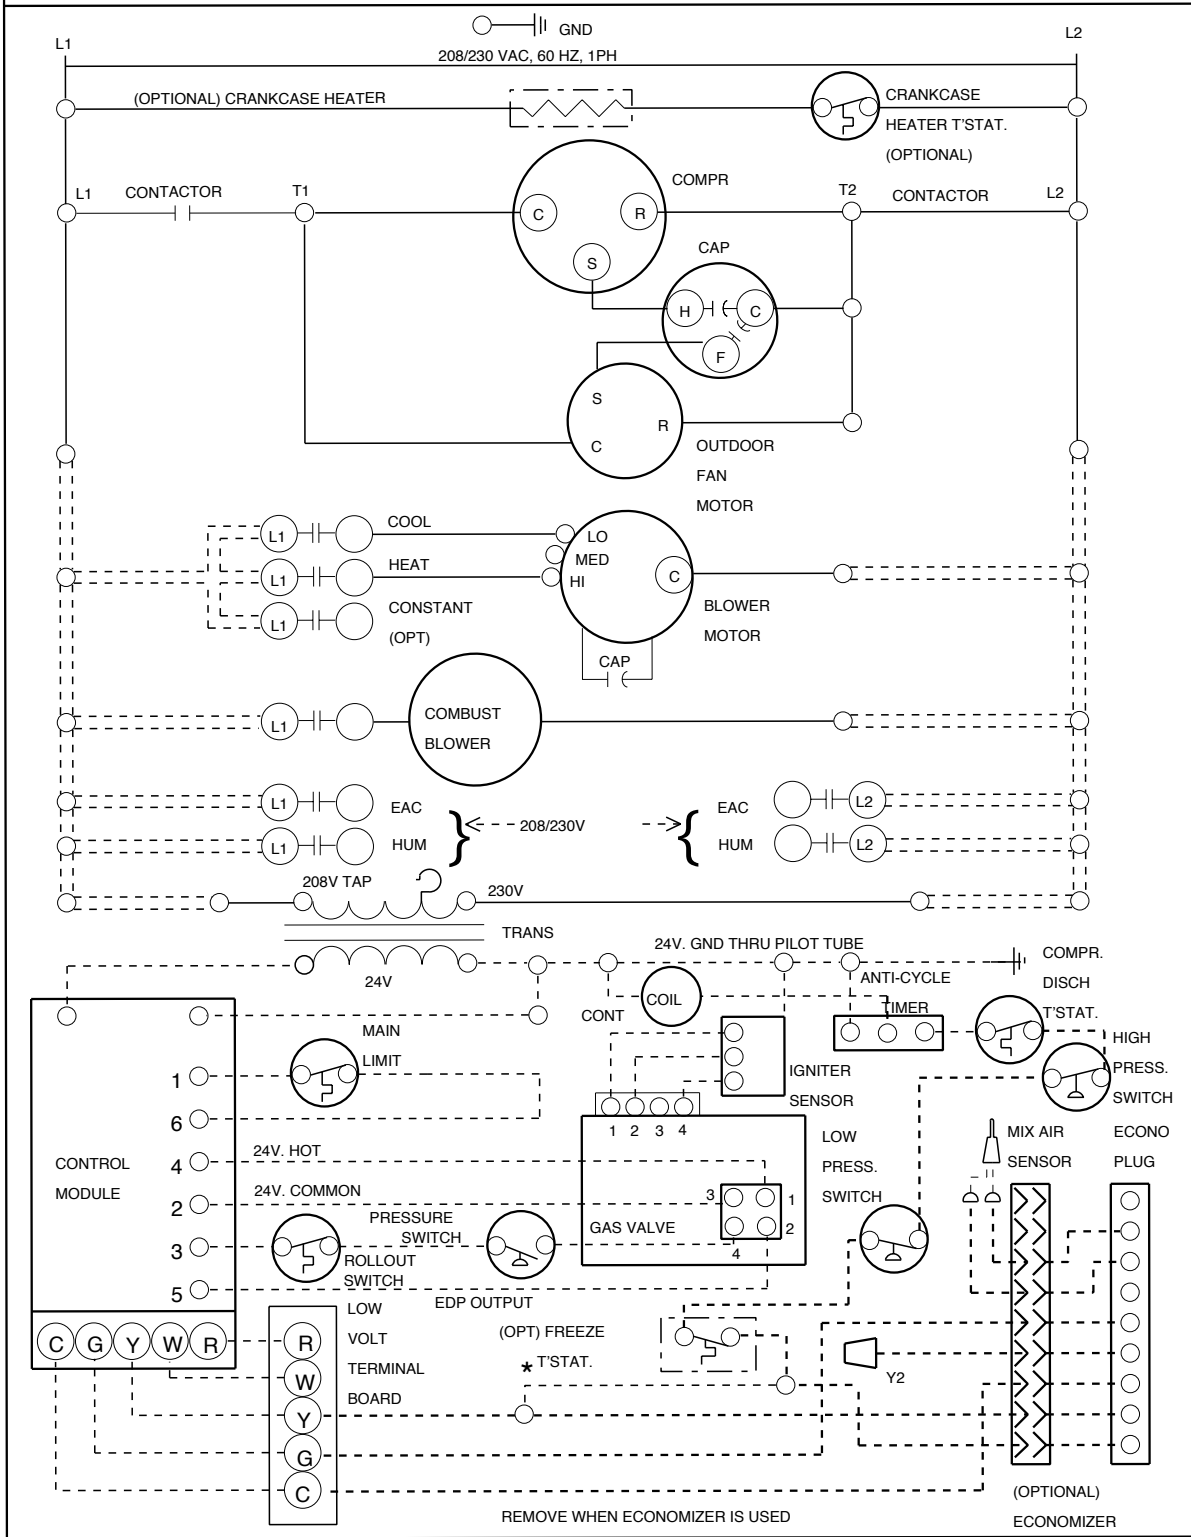 GND
L1
L2
208/230 VAC, 60 HZ, 1PH
(OPTIONAL) CRANKCASE HEATER
CRANKCASE
HEATER T'STAT.
(OPTIONAL)
COMPR
L1
CONTACTOR
T1
T2
CONTACTOR
L2
C
R
S
CAP
H
C
F
S
R
C
OUTDOOR
FAN
MOTOR
L1
COOL
LO
MED
HI
L1
HEAT
C
CONSTANT
(OPT)
L1
BLOWER
MOTOR
CAP
L1
COMBUST
BLOWER
L1
EAC
L1
HUM
208/230V
EAC
L2
HUM
L2
208V TAP
230V
TRANS
24V
24V. GND THRU PILOT TUBE
COMPR.
DISCH
T'STAT.
ANTI-CYCLE
TIMER
COIL
CONT
MAIN
LIMIT
HIGH
PRESS.
SWITCH
IGNITER
SENSOR
1
6
4
2
3
5
CONTROL
MODULE
24V. HOT
24V. COMMON
1 2 3 4
LOW
PRESS.
SWITCH
MIX AIR
SENSOR
ECONO
PLUG
3
1
2
4
GAS VALVE
PRESSURE
SWITCH
ROLLOUT
SWITCH
EDP OUTPUT
C G Y W R
LOW
VOLT
TERMINAL
BOARD
R
W
Y
G
C
(OPT) FREEZE
* T'STAT.
Y2
REMOVE WHEN ECONOMIZER IS USED
(OPTIONAL)
ECONOMIZER